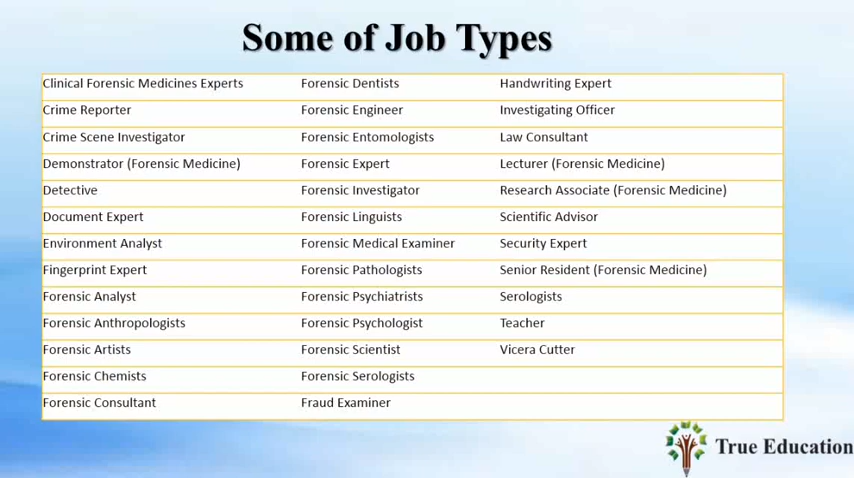 Some of Job Types
Clinical Forensic Medicines Experts Forensic Dentists Handwriting Expert
Crime Reporter Forensic Engineer Investigating Officer
Crime Scene Investigator Forensic Entomologists Law Consultant
Demonstrator (Forensic Medicine) Forensic Expert Lecturer (Forensic Medicine)
Detective Forensic Investigator Research Associate (Forensic Medicine)
Document Expert Forensic Linguists Scientific Advisor
Environment Analyst Forensic Medical Examiner Security Expert
Fingerprint Expert Forensic Pathologists Senior Resident (Forensic Medicine)
Forensic Analyst Forensic Psychiatrists Serologists
Forensic Anthropologists Forensic Psychologist Teacher
Forensic Artists Forensic Scientist Vicera Cutter
Forensic Chemists Forensic Serologists
Forensic Consultant Fraud Examiner
True Education